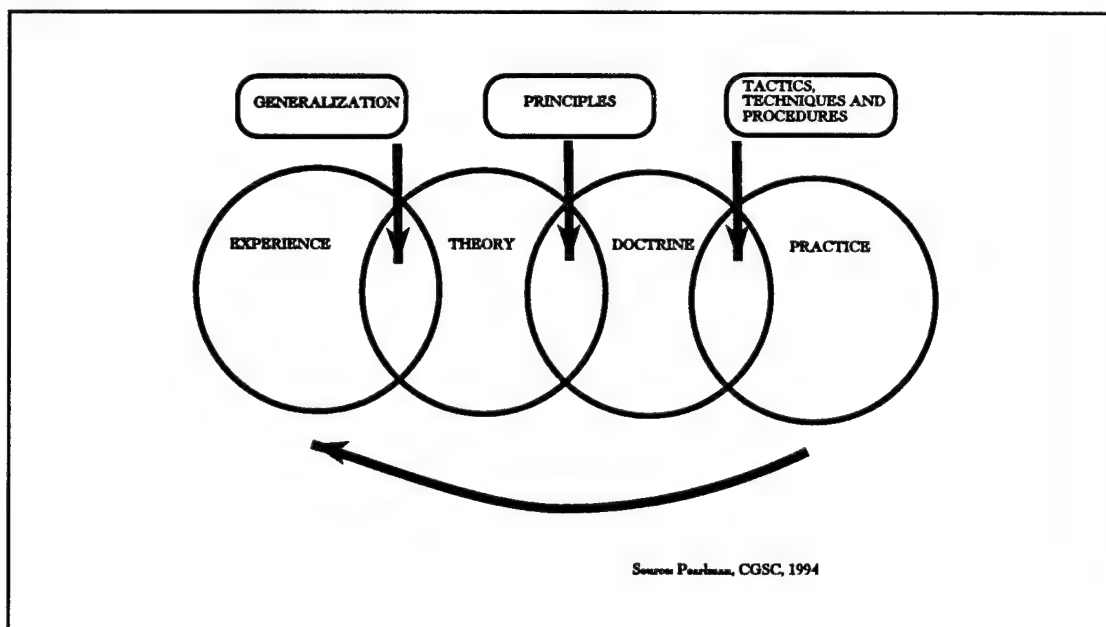 GENERALIZATION
PRINCIPLES
TACTICS,
TECHNIQUES AND
PROCEDURES
EXPERIENCE
THEORY
DOCTRINE
PRACTICE
Source: Pearlman, CGSC, 1994